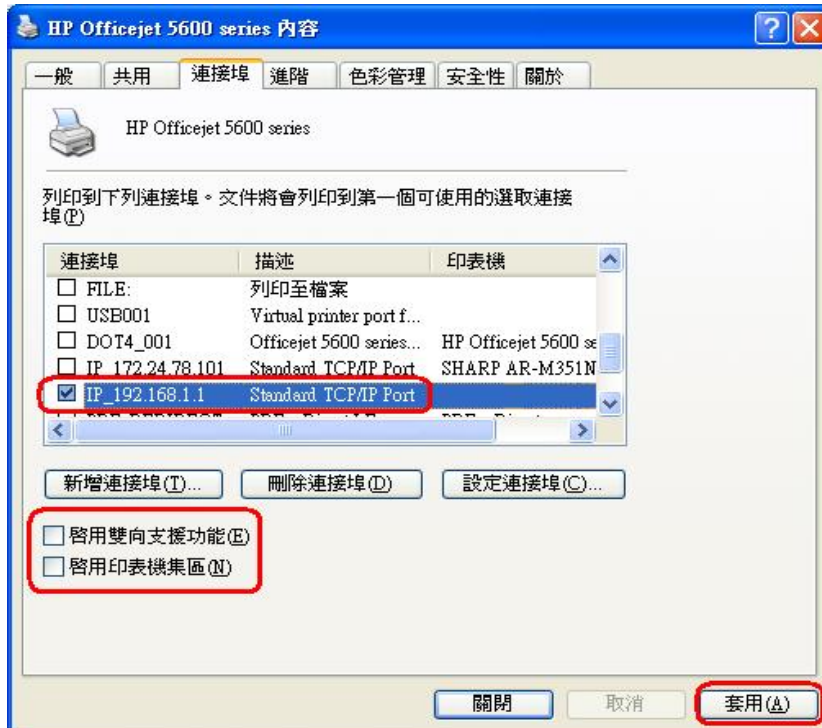 HP Officejet 5600 series 內容
一般 共用 連接埠 進階 色彩管理 安全性 關於
HP Officejet 5600 series
列印到下列連接埠。文件將會列印到第一個可使用的選取連接
埠(P)
連接埠 描述 印表機
FILE: 列印至檔案
USB001 Virtual printer port f...
DOT4_001 Officejet 5600 series... HP Officejet 5600 se
IP_172.24.78.101 Standard TCP/IP Port SHARP AR-M351N
IP_192.168.1.1 Standard TCP/IP Port
新增連接埠(T)... 刪除連接埠(D) 設定連接埠(C)...
啓用雙向支援功能(E)
啓用印表機集區(N)
關閉 取消 套用(A)